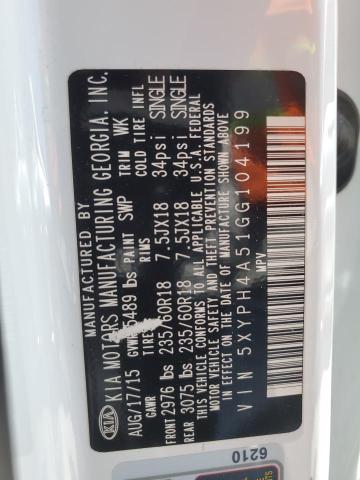 MANUFACTURED BY
KIA KIA MOTORS MANUFACTURING GEORGIA. INC.
AUG/17/15 PAINT SWP TRIM WK
GVWR 5489 lbs RIMS COLD TIRE INFL
GAWR TIRE
FRONT 2976 lbs 235/60R18 7.5JX18 34psi SINGLE
REAR 3075 lbs 235/60R18 7.5JX18 34psi SINGLE
THIS VEHICLE CONFORMS TO ALL APPLICABLE U.S.A. FEDERAL
MOTOR VEHICLE SAFETY AND THEFT PREVENTION STANDARDS
IN EFFECT ON THE DATE OF MANUFACTURE SHOWN ABOVE
VIN 5XYPH4A51GG104199
MPV
6210